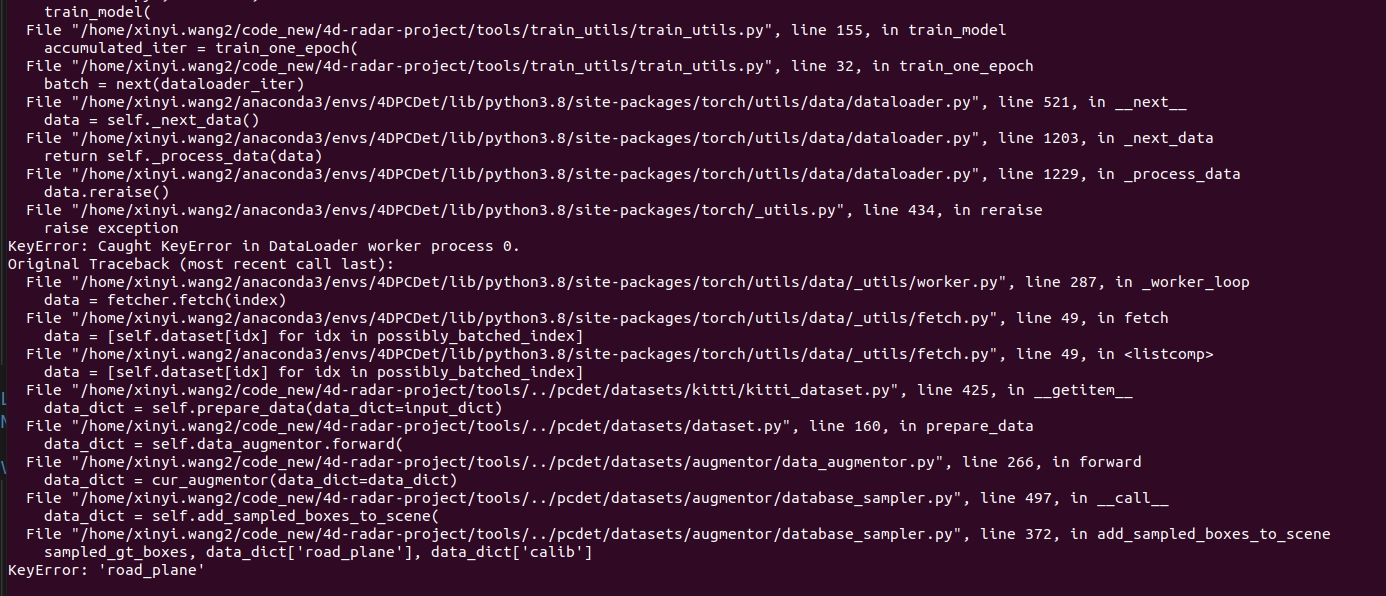 train_model(
File "/home/xinyi.wang2/code_new/4d-radar-project/tools/train_utils/train_utils.py", line 155, in train_model
accumulated_iter = train_one_epoch(
File "/home/xinyi.wang2/code_new/4d-radar-project/tools/train_utils/train_utils.py", line 32, in train_one_epoch
batch = next(dataloader_iter)
File "/home/xinyi.wang2/anaconda3/envs/4DPCDet/lib/python3.8/site-packages/torch/utils/data/dataloader.py", line 521, in __next__
data = self._next_data()
File "/home/xinyi.wang2/anaconda3/envs/4DPCDet/lib/python3.8/site-packages/torch/utils/data/dataloader.py", line 1203, in _next_data
return self._process_data(data)
File "/home/xinyi.wang2/anaconda3/envs/4DPCDet/lib/python3.8/site-packages/torch/utils/data/dataloader.py", line 1229, in _process_data
data.reraise()
File "/home/xinyi.wang2/anaconda3/envs/4DPCDet/lib/python3.8/site-packages/torch/_utils.py", line 434, in reraise
raise exception
KeyError: Caught KeyError in DataLoader worker process 0.
Original Traceback (most recent call last):
File "/home/xinyi.wang2/anaconda3/envs/4DPCDet/lib/python3.8/site-packages/torch/utils/data/_utils/worker.py", line 287, in _worker_loop
data = fetcher.fetch(index)
File "/home/xinyi.wang2/anaconda3/envs/4DPCDet/lib/python3.8/site-packages/torch/utils/data/_utils/fetch.py", line 49, in fetch
data = [self.dataset[idx] for idx in possibly_batched_index]
File "/home/xinyi.wang2/anaconda3/envs/4DPCDet/lib/python3.8/site-packages/torch/utils/data/_utils/fetch.py", line 49, in <listcomp>
data = [self.dataset[idx] for idx in possibly_batched_index]
File "/home/xinyi.wang2/code_new/4d-radar-project/tools/../pcdet/datasets/kitti/kitti_dataset.py", line 425, in __getitem__
data_dict = self.prepare_data(data_dict=input_dict)
File "/home/xinyi.wang2/code_new/4d-radar-project/tools/../pcdet/datasets/dataset.py", line 160, in prepare_data
data_dict = self.data_augmentor.forward(
File "/home/xinyi.wang2/code_new/4d-radar-project/tools/../pcdet/datasets/augmentor/data_augmentor.py", line 266, in forward
data_dict = cur_augmentor(data_dict=data_dict)
File "/home/xinyi.wang2/code_new/4d-radar-project/tools/../pcdet/datasets/augmentor/database_sampler.py", line 497, in __call__
data_dict = self.add_sampled_boxes_to_scene(
File "/home/xinyi.wang2/code_new/4d-radar-project/tools/../pcdet/datasets/augmentor/database_sampler.py", line 372, in add_sampled_boxes_to_scene
sampled_gt_boxes, data_dict['road_plane'], data_dict['calib']
KeyError: 'road_plane'